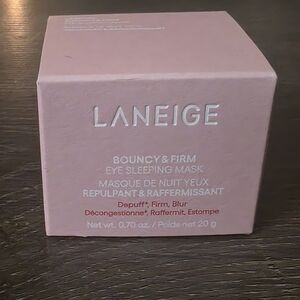 LANEIGE
BOUNCY & FIRM
EYE SLEEPING MASK
MASQUE DE NUIT YEUX
REPULPANT & RAFFERMISSANT
Depuff*, Firm, Blur
Décongestionne*, Raffermit, Estompe
Net wt. 0.70 oz. / Poids net 20 g